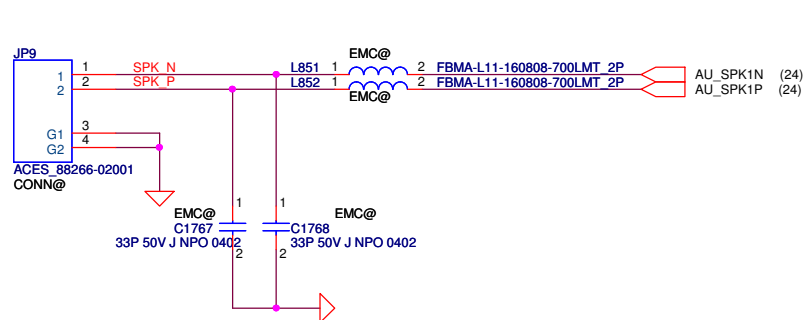 JP9
EMC@
1 SPK_N L851 1 2 FBMA-L11-160808-700LMT_2P AU_SPK1N (24)
1
2 SPK_P L852 1 2 FBMA-L11-160808-700LMT_2P AU_SPK1P (24)
2
EMC@
G1 3
G2 4
ACES_88266-02001
CONN@
1 1
EMC@ EMC@
C1767 C1768
33P 50V J NPO 0402 33P 50V J NPO 0402
2 2